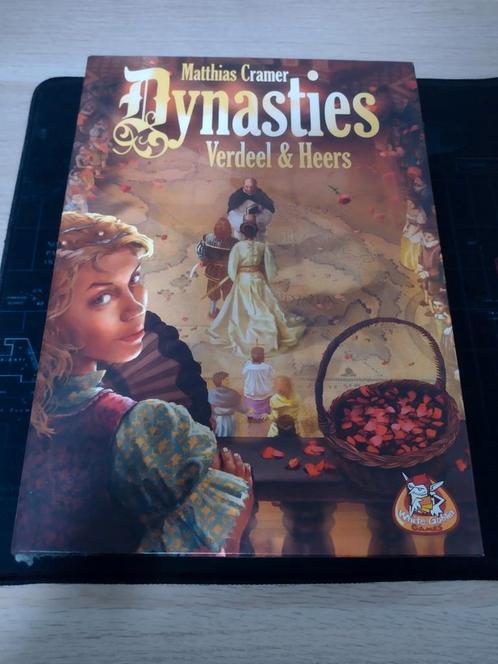 Matthias Cramer
Dynasties
Verdeel & Heers
White Goblin
GAMES